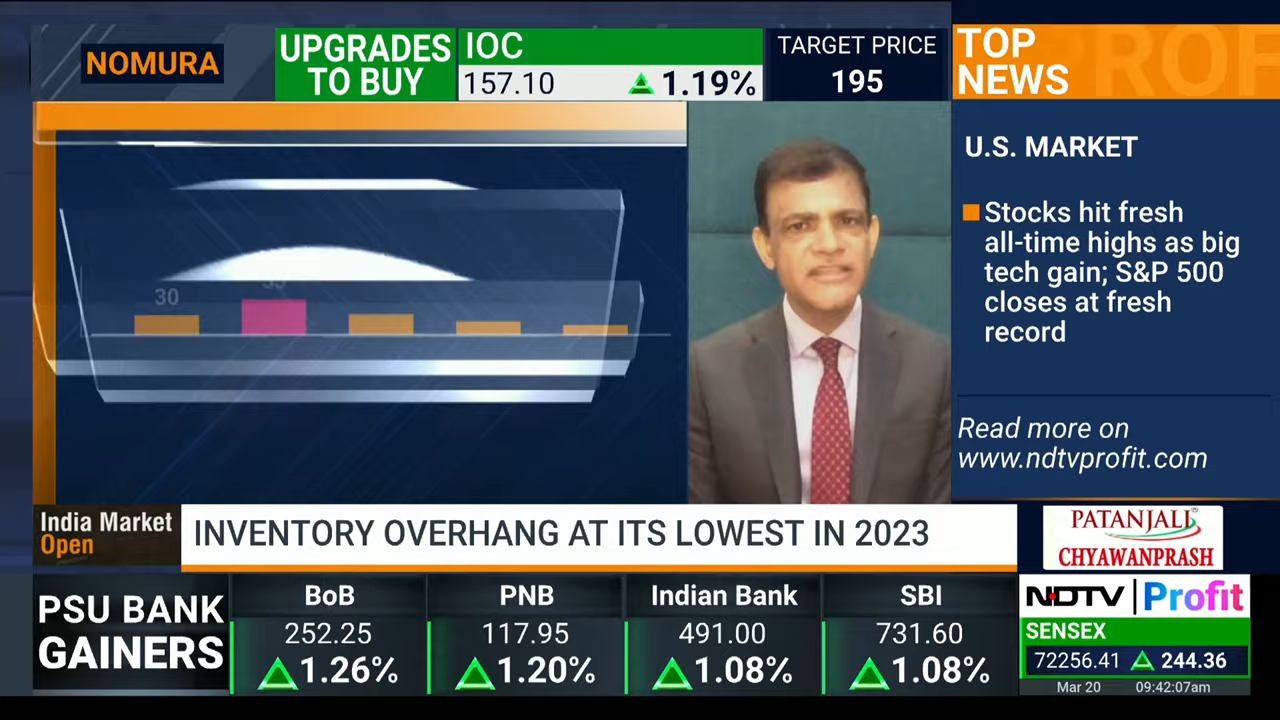 NOMURA
UPGRADES
TO BUY
IOC
157.10
1.19%
TARGET PRICE
195
TOP
NEWS
U.S. MARKET
Stocks hit fresh
all-time highs as big
tech gain; S&P 500
closes at fresh
record
Read more on
www.ndtvprofit.com
30
India Market
Open
INVENTORY OVERHANG AT ITS LOWEST IN 2023
PATANJALI
CHYAWANPRASH
PSU BANK
GAINERS
BoB
252.25
1.26%
PNB
117.95
1.20%
Indian Bank
491.00
1.08%
SBI
731.60
1.08%
NDTV Profit
SENSEX
72256.41 244.36
Mar 20 09:42:07am